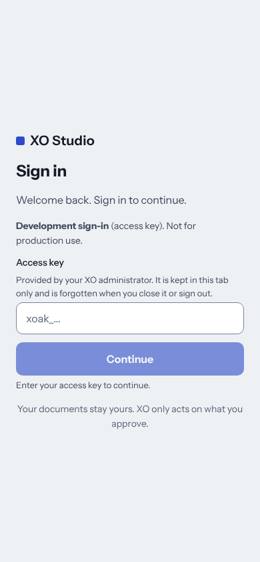 XO Studio
Sign in
Welcome back. Sign in to continue.
Development sign-in (access key). Not for
production use.
Access key
Provided by your XO administrator. It is kept in this tab
only and is forgotten when you close it or sign out.
xoak_...
Continue
Enter your access key to continue.
Your documents stay yours. XO only acts on what you
approve.